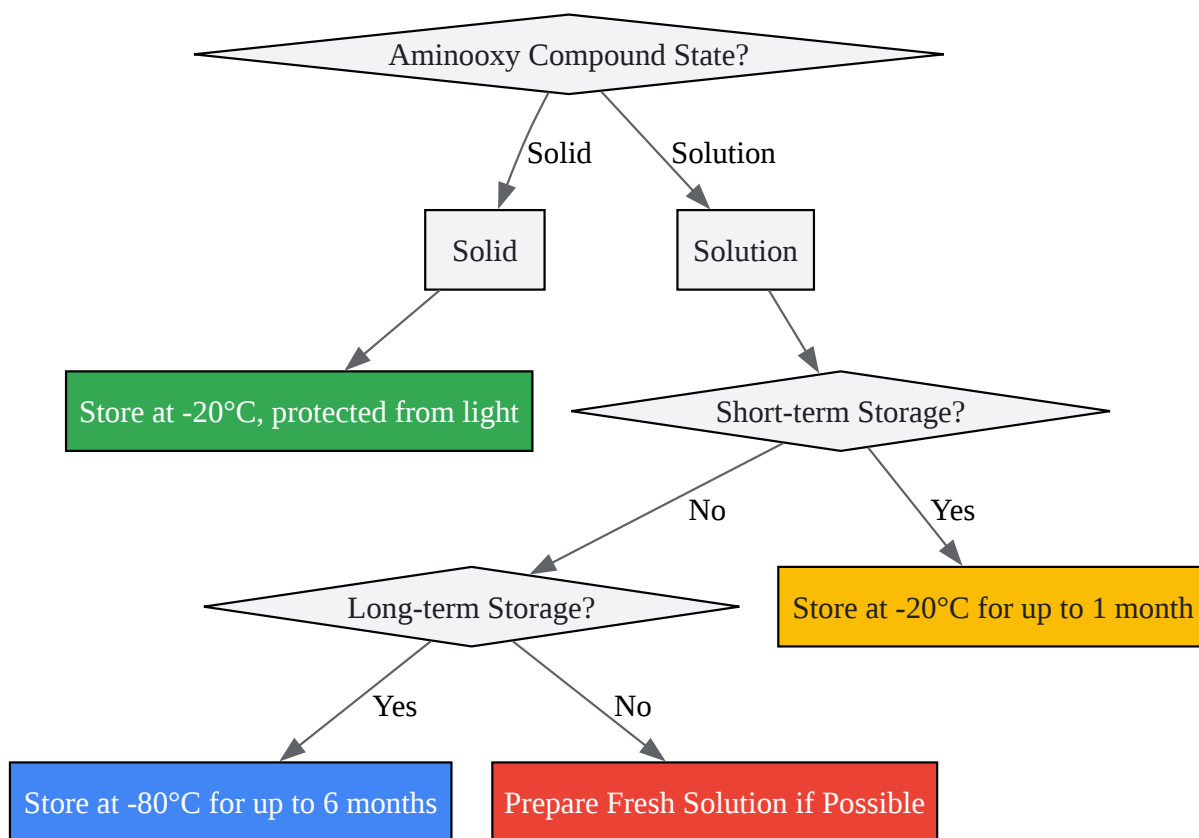 Aminooxy Compound State?
Solid
Solution
Solid
Solution
Store at -20°C, protected from light
Short-term Storage?
No
Yes
Long-term Storage?
Store at -20°C for up to 1 month
Yes
No
Store at -80°C for up to 6 months
Prepare Fresh Solution if Possible